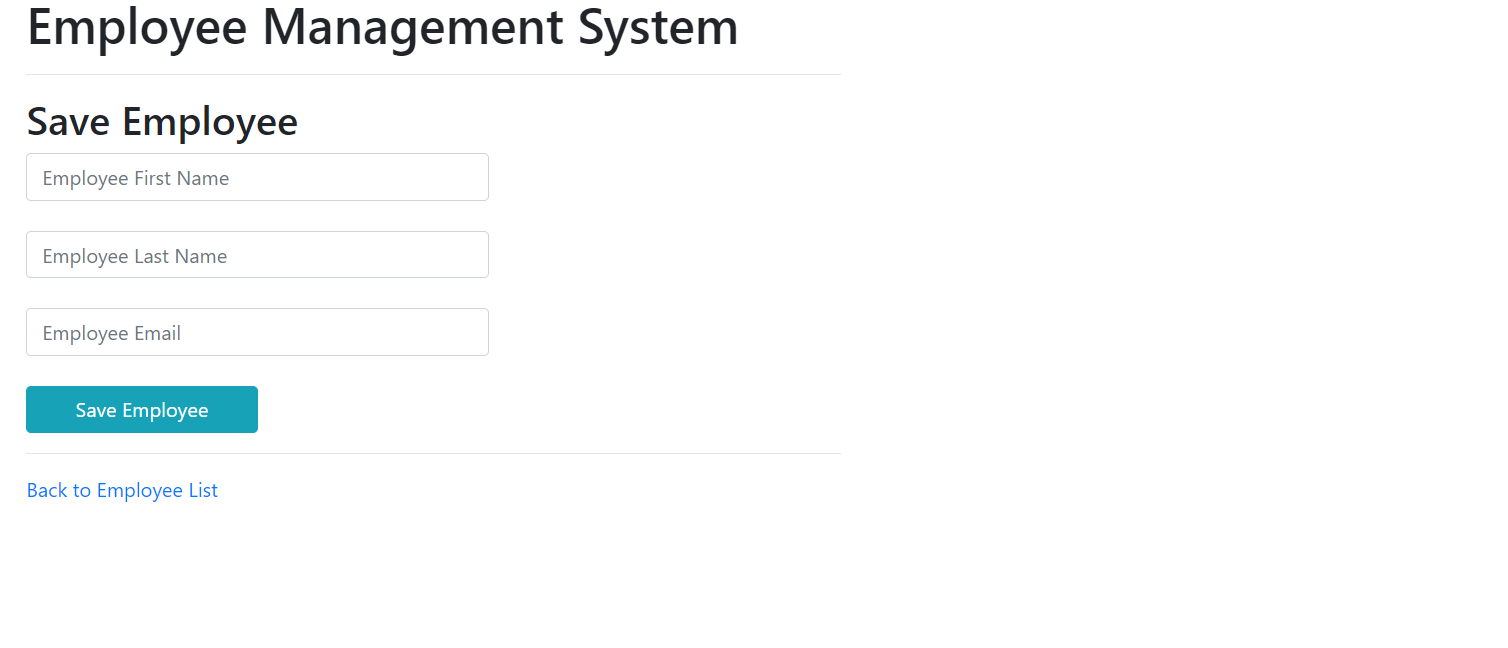 Employee Management System
Save Employee
Employee First Name
Employee Last Name
Employee Email
Save Employee
Back to Employee List